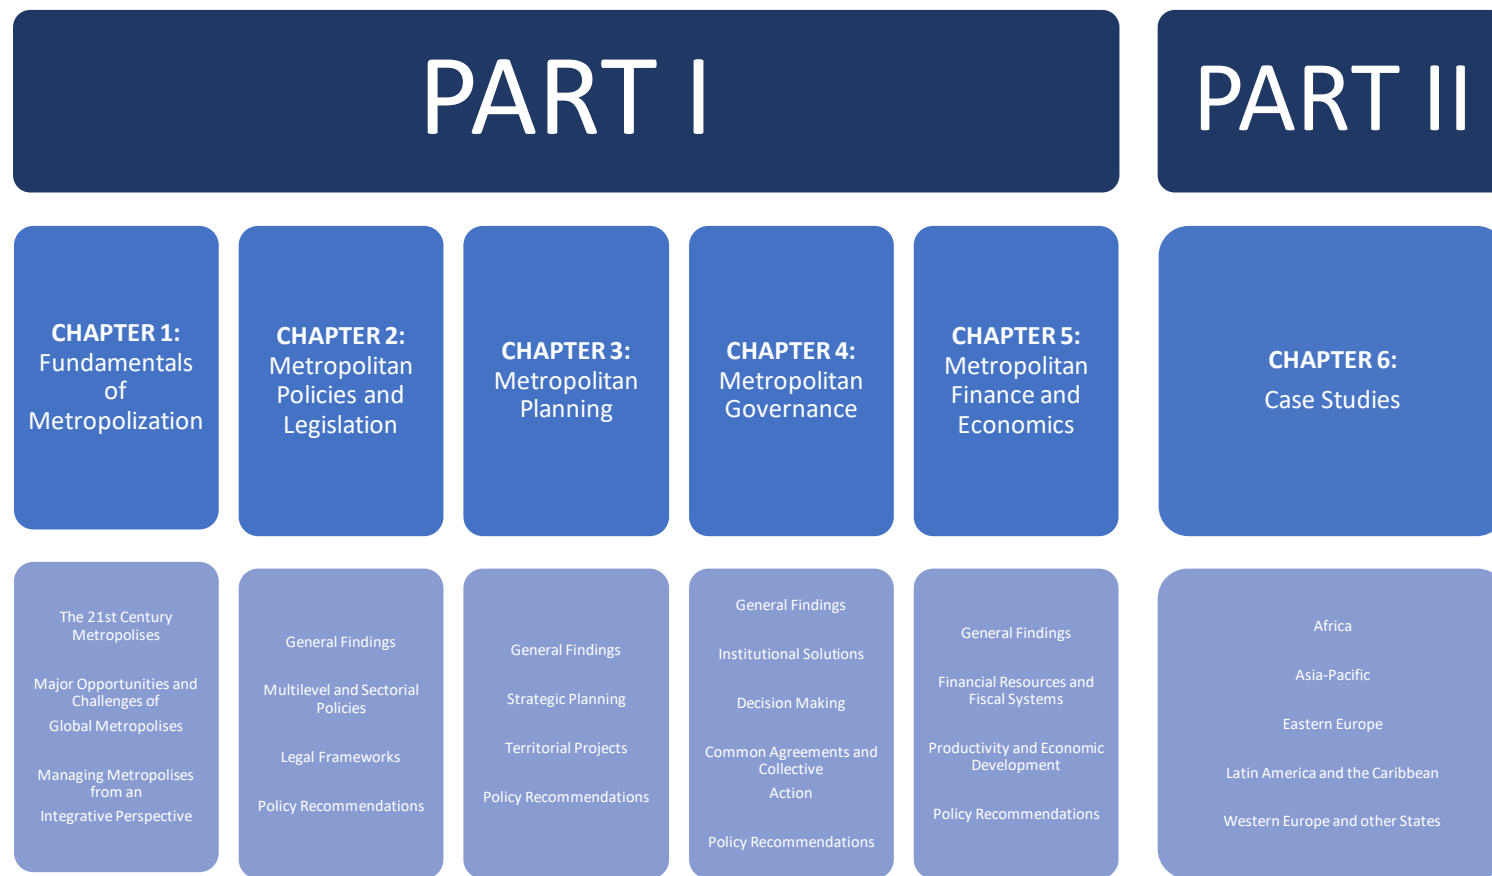 PART I
PART II
CHAPTER 1:
Fundamentals
of
Metropolization
CHAPTER 2:
Metropolitan
Policies and
Legislation
CHAPTER 3:
Metropolitan
Planning
CHAPTER 4:
Metropolitan
Governance
CHAPTER 5:
Metropolitan
Finance and
Economics
CHAPTER 6:
Case Studies
The 21st Century
Metropolises
Major Opportunities and
Challenges of
Global Metropolises
Managing Metropolises
from an
Integrative Perspective
General Findings
Multilevel and Sectorial
Policies
Legal Frameworks
Policy Recommendations
General Findings
Strategic Planning
Territorial Projects
Policy Recommendations
General Findings
Institutional Solutions
Decision Making
Common Agreements and
Collective
Action
Policy Recommendations
General Findings
Financial Resources and
Fiscal Systems
Productivity and Economic
Development
Policy Recommendations
Africa
Asia-Pacific
Eastern Europe
Latin America and the Caribbean
Western Europe and other States